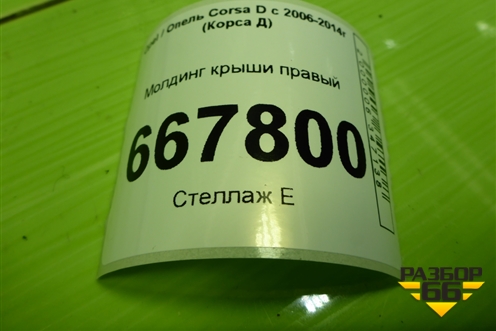 / Опель Corsa D с 2006-2014г
(Корса Д)
Молдинг крыши правый
667800
Стеллаж Е
РАЗБОР
66